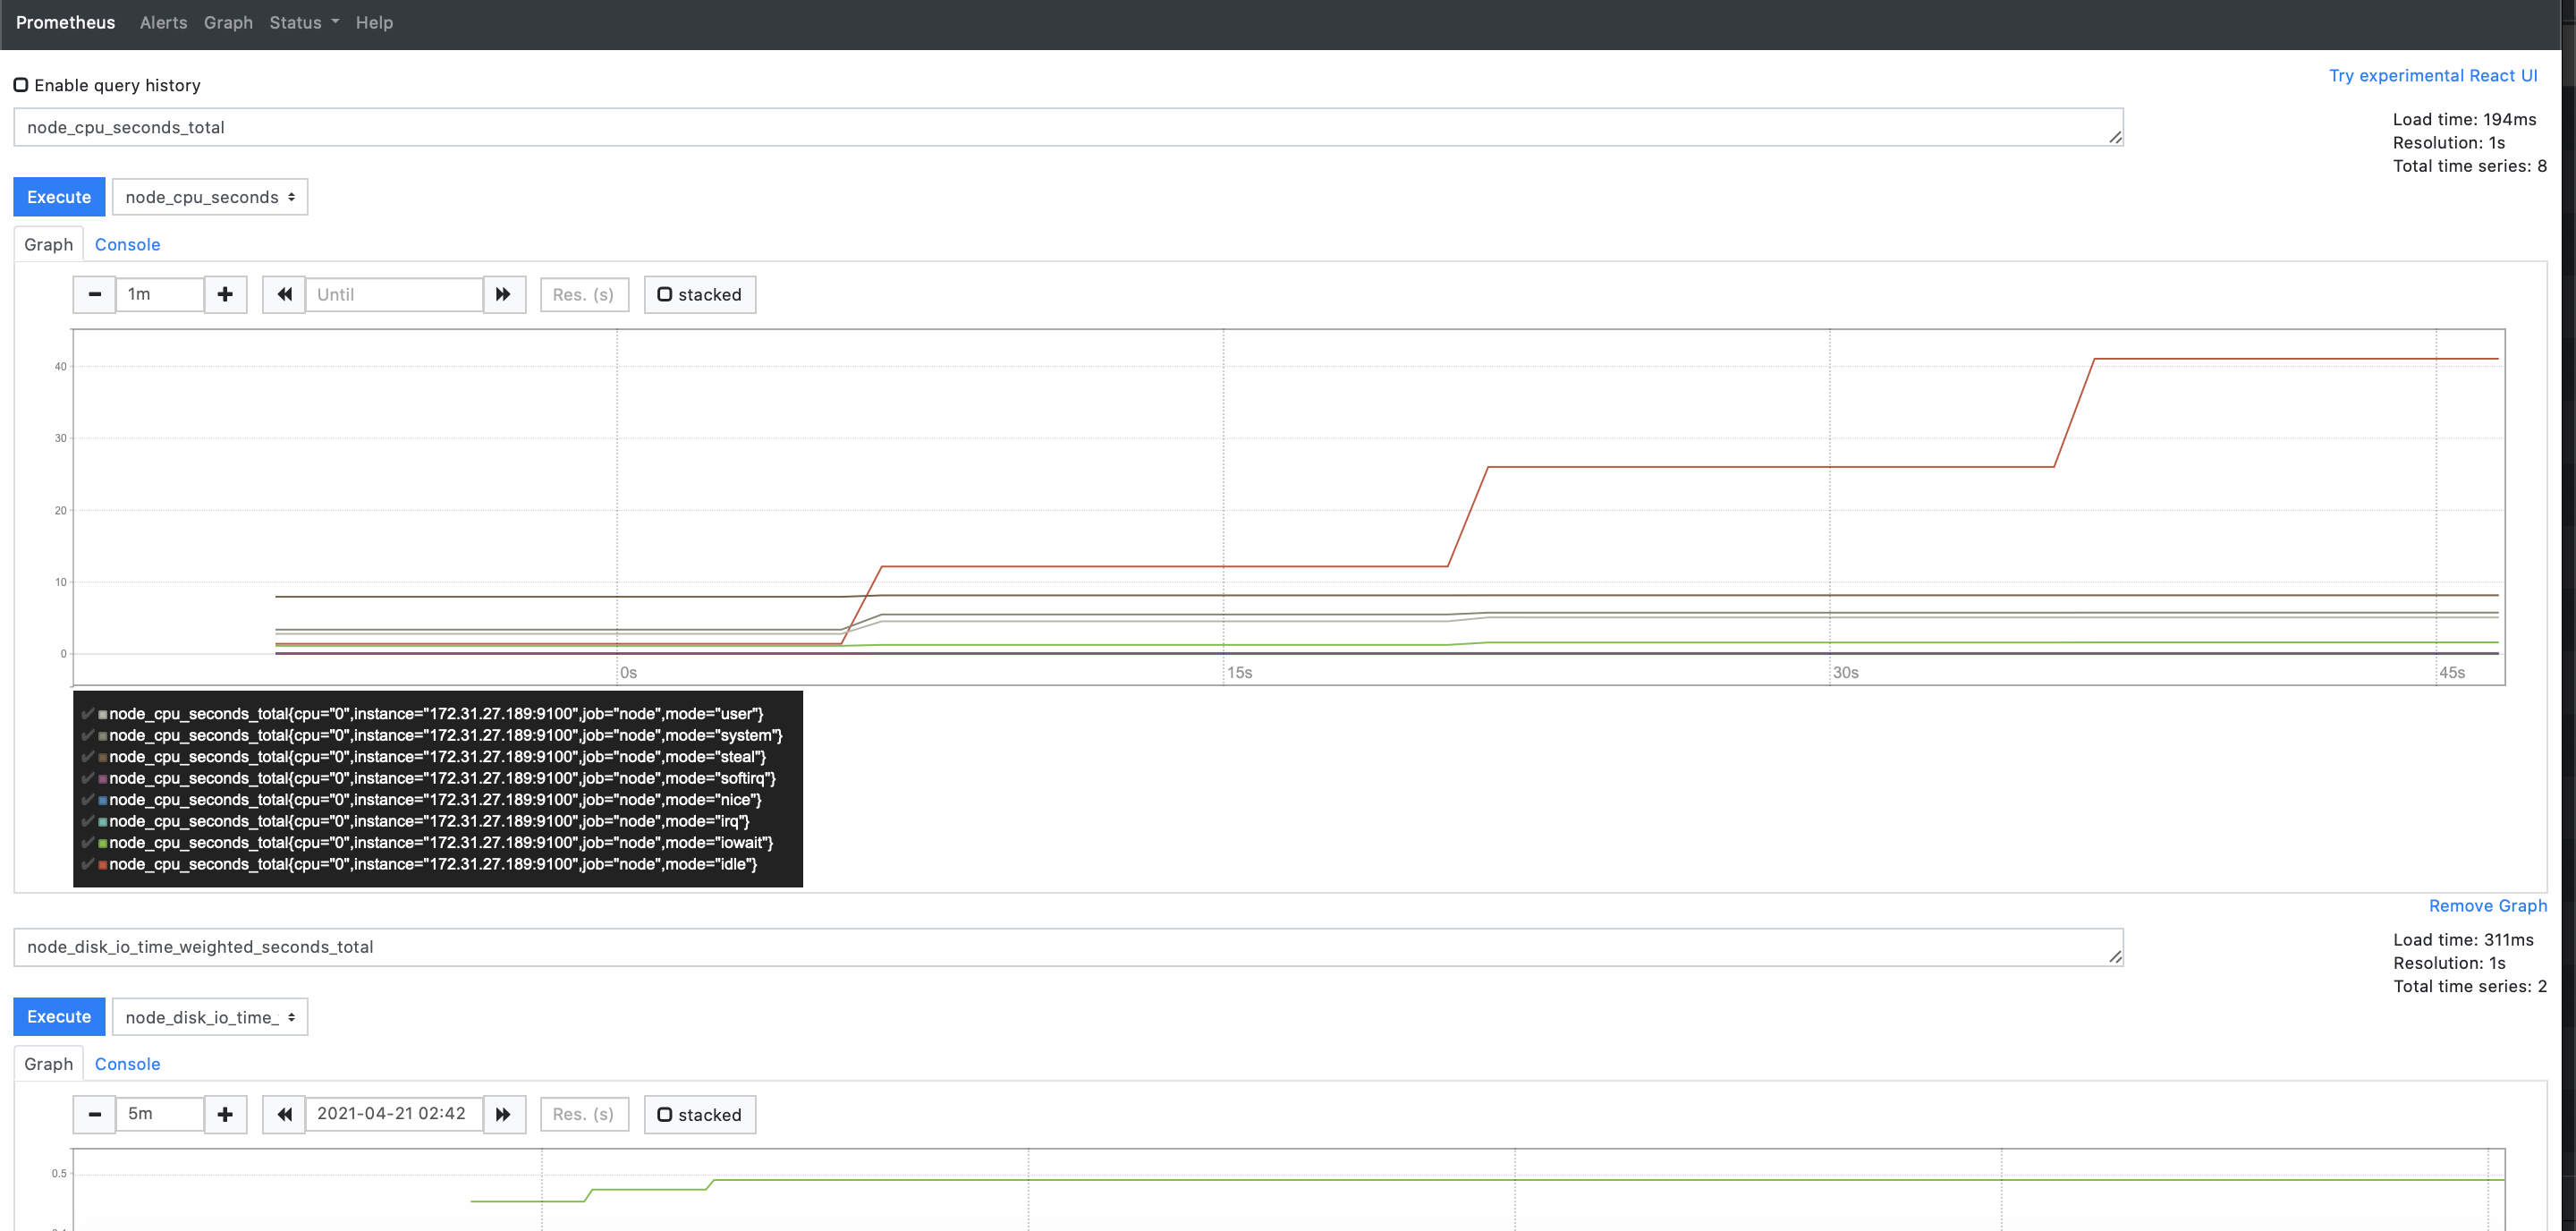 Prometheus Alerts Graph Status Help
Enable query history
Try experimental React UI
node_cpu_seconds_total
Load time: 194ms
Resolution: 1s
Total time series: 8
Execute
node_cpu_seconds
Graph
Console
1m
Until
Res. (s)
stacked
40
30
20
10
0
0s
15s
30s
45s
node_cpu_seconds_total{cpu="0",instance="172.31.27.189:9100",job="node",mode="user"}
node_cpu_seconds_total{cpu="0",instance="172.31.27.189:9100",job="node",mode="system"}
node_cpu_seconds_total{cpu="0",instance="172.31.27.189:9100",job="node",mode="steal"}
node_cpu_seconds_total{cpu="0",instance="172.31.27.189:9100",job="node",mode="softirq"}
node_cpu_seconds_total{cpu="0",instance="172.31.27.189:9100",job="node",mode="nice"}
node_cpu_seconds_total{cpu="0",instance="172.31.27.189:9100",job="node",mode="irq"}
node_cpu_seconds_total{cpu="0",instance="172.31.27.189:9100",job="node",mode="iowait"}
node_cpu_seconds_total{cpu="0",instance="172.31.27.189:9100",job="node",mode="idle"}
Remove Graph
node_disk_io_time_weighted_seconds_total
Load time: 311ms
Resolution: 1s
Total time series: 2
Execute
node_disk_io_time_
Graph
Console
5m
2021-04-21 02:42
Res. (s)
stacked
0.5